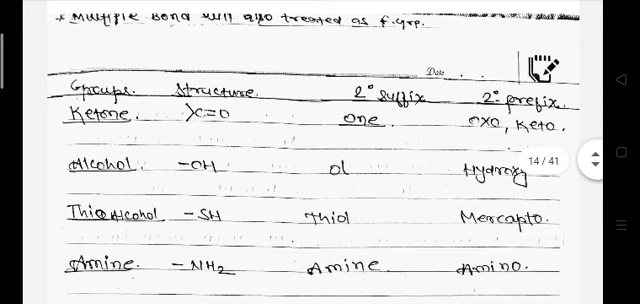 * Multiple bond will also treated as f.grp.
Date
Groups. Structure. 2° suffix 2° prefix.
Ketone. >C=O one oxo, Keto.
Alcohol. -OH ol Hydroxy
14 / 41
Thio Alcohol -SH Thiol Mercapto.
Amine. -NH2 Amine. Amino.